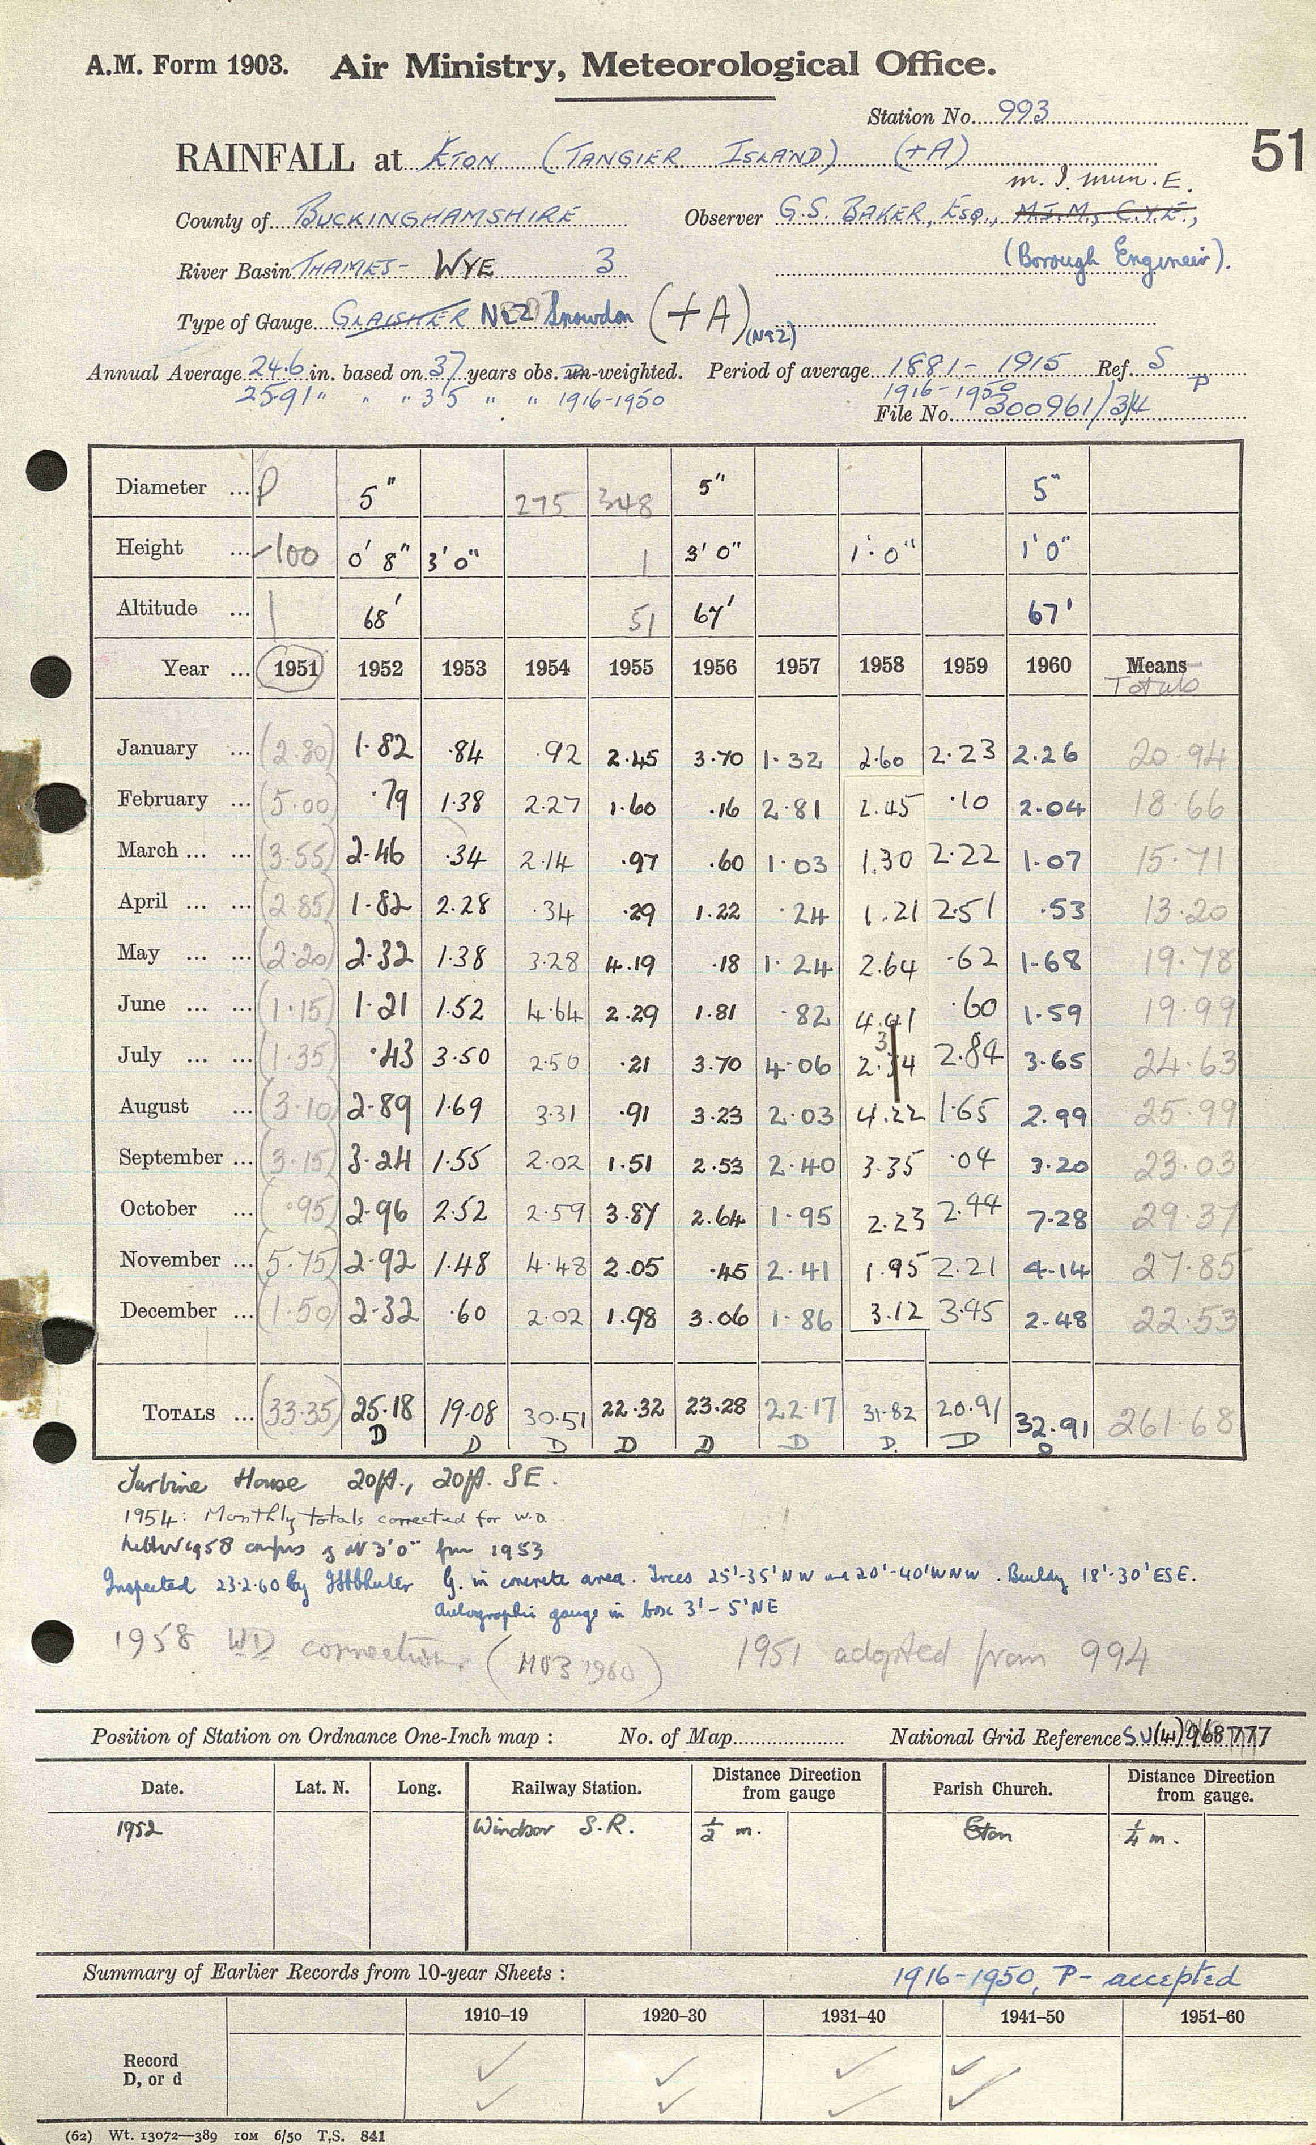 A.M. Form 1903. Air Ministry, Meteorological Office.
Station No. 993
51
RAINFALL at ETON (TANGIER ISLAND) (+A)
M.I.Mun.E.
County of BUCKINGHAMSHIRE Observer G.S. BAKER, ESQ.,
River Basin THAMES - WYE 3 (Borough Engineer).
Type of Gauge GLAISHER No2 Snowdon (+A) (No2)
Annual Average 24.6 in. based on 37 years obs. un-weighted. Period of average 1881 - 1915 Ref. S
25.91 " " " 35 " " 1916-1950 1916-1950 P
File No. 300961/3/4
Diameter ... P 5" 275 348 5" 5"
Height ... 100 0' 8" 3' 0" 1 3' 0" 1' 0" 1' 0"
Altitude ... 68' 51 67' 67'
Year ... 1951 1952 1953 1954 1955 1956 1957 1958 1959 1960 Means
Totals
January ... (2.80) 1.82 .84 .92 2.45 3.70 1.32 2.60 2.23 2.26 20.94
February ... (5.00) .79 1.38 2.27 1.60 .16 2.81 2.45 .10 2.04 18.66
March ... ... (3.55) 2.46 .34 2.14 .97 .60 1.03 1.30 2.22 1.07 15.71
April ... ... (2.85) 1.82 2.28 .34 .29 1.22 .24 1.21 2.51 .53 13.20
May ... ... (2.20) 2.32 1.38 3.28 4.19 .18 1.24 2.64 .62 1.68 19.78
June ... ... (1.15) 1.21 1.52 4.64 2.29 1.81 .82 4.41 .60 1.59 19.99
July ... ... (1.35) .43 3.50 2.50 .21 3.70 4.06 2.34 2.84 3.65 24.63
August ... (3.10) 2.89 1.69 3.31 .91 3.23 2.03 4.22 1.65 2.99 25.99
September ... (3.15) 3.24 1.55 2.02 1.51 2.53 2.40 3.35 .04 3.20 23.03
October ... (.95) 2.96 2.52 2.59 3.87 2.64 1.95 2.23 2.44 7.28 29.37
November ... (5.75) 2.92 1.48 4.48 2.05 .45 2.41 1.95 2.21 4.14 27.85
December ... (1.50) 2.32 .60 2.02 1.98 3.06 1.86 3.12 3.45 2.48 22.53
TOTALS ... (33.35) 25.18 19.08 30.51 22.32 23.28 22.17 31.82 20.91 32.91 261.68
D D D D D D D. D D
Turbine House 20ft., 20ft. SE.
1954: Monthly totals corrected for W.D.
1958 3'0" from 1953
Inspected 23.2.60 by G. in concrete area. Trees 25'-35' NW and 20'-40' WNW. Building 18'-30' ESE.
Autographic gauge in box 3' - 5' NE
1958 WD correction. (M03 1960) 1951 adopted from 994
Position of Station on Ordnance One-Inch map : No. of Map National Grid Reference SU(41)968777
Date. Lat. N. Long. Railway Station. Distance Direction from gauge Parish Church. Distance Direction from gauge.
1952 Windsor S.R. ½ m. Eton ¼ m.
Summary of Earlier Records from 10-year Sheets : 1916-1950, P - accepted
1910-19 1920-30 1931-40 1941-50 1951-60
Record
D, or d
(62) Wt. 13072—389 10M 6/50 T.S. 841